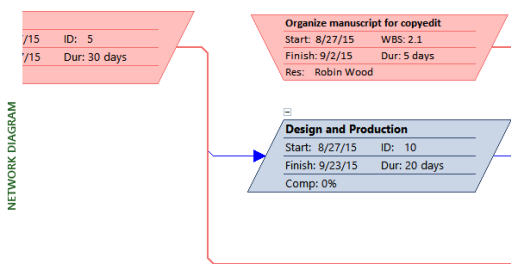 /15 ID: 5
/15 Dur: 30 days
Organize manuscript for copyedit
Start: 8/27/15 WBS: 2.1
Finish: 9/2/15 Dur: 5 days
Res: Robin Wood
Design and Production
Start: 8/27/15 ID: 10
Finish: 9/23/15 Dur: 20 days
Comp: 0%
NETWORK DIAGRAM